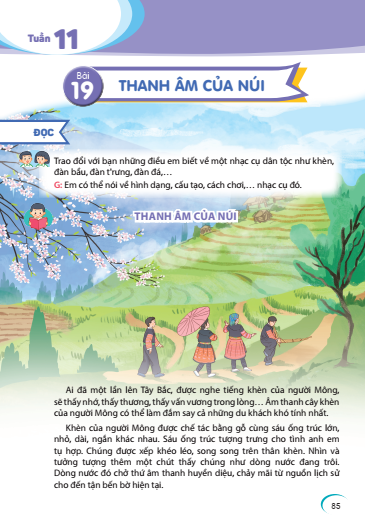 Tuần 11
Bài
19
THANH ÂM CỦA NÚI
ĐỌC
Trao đổi với bạn những điều em biết về một nhạc cụ dân tộc như khèn,
đàn bầu, đàn t'rưng, đàn đá,...
G: Em có thể nói về hình dạng, cấu tạo, cách chơi,... nhạc cụ đó.
THANH ÂM CỦA NÚI
Ai đã một lần lên Tây Bắc, được nghe tiếng khèn của người Mông,
sẽ thấy nhớ, thấy thương, thấy vấn vương trong lòng... Âm thanh cây khèn
của người Mông có thể làm đắm say cả những du khách khó tính nhất.
Khèn của người Mông được chế tác bằng gỗ cùng sáu ống trúc lớn,
nhỏ, dài, ngắn khác nhau. Sáu ống trúc tượng trưng cho tình anh em
tụ hợp. Chúng được xếp khéo léo, song song trên thân khèn. Nhìn và
tưởng tượng thêm một chút thấy chúng như dòng nước đang trôi.
Dòng nước đó chở thứ âm thanh huyền diệu, chảy mãi từ nguồn lịch sử
cho đến tận bến bờ hiện tại.
85